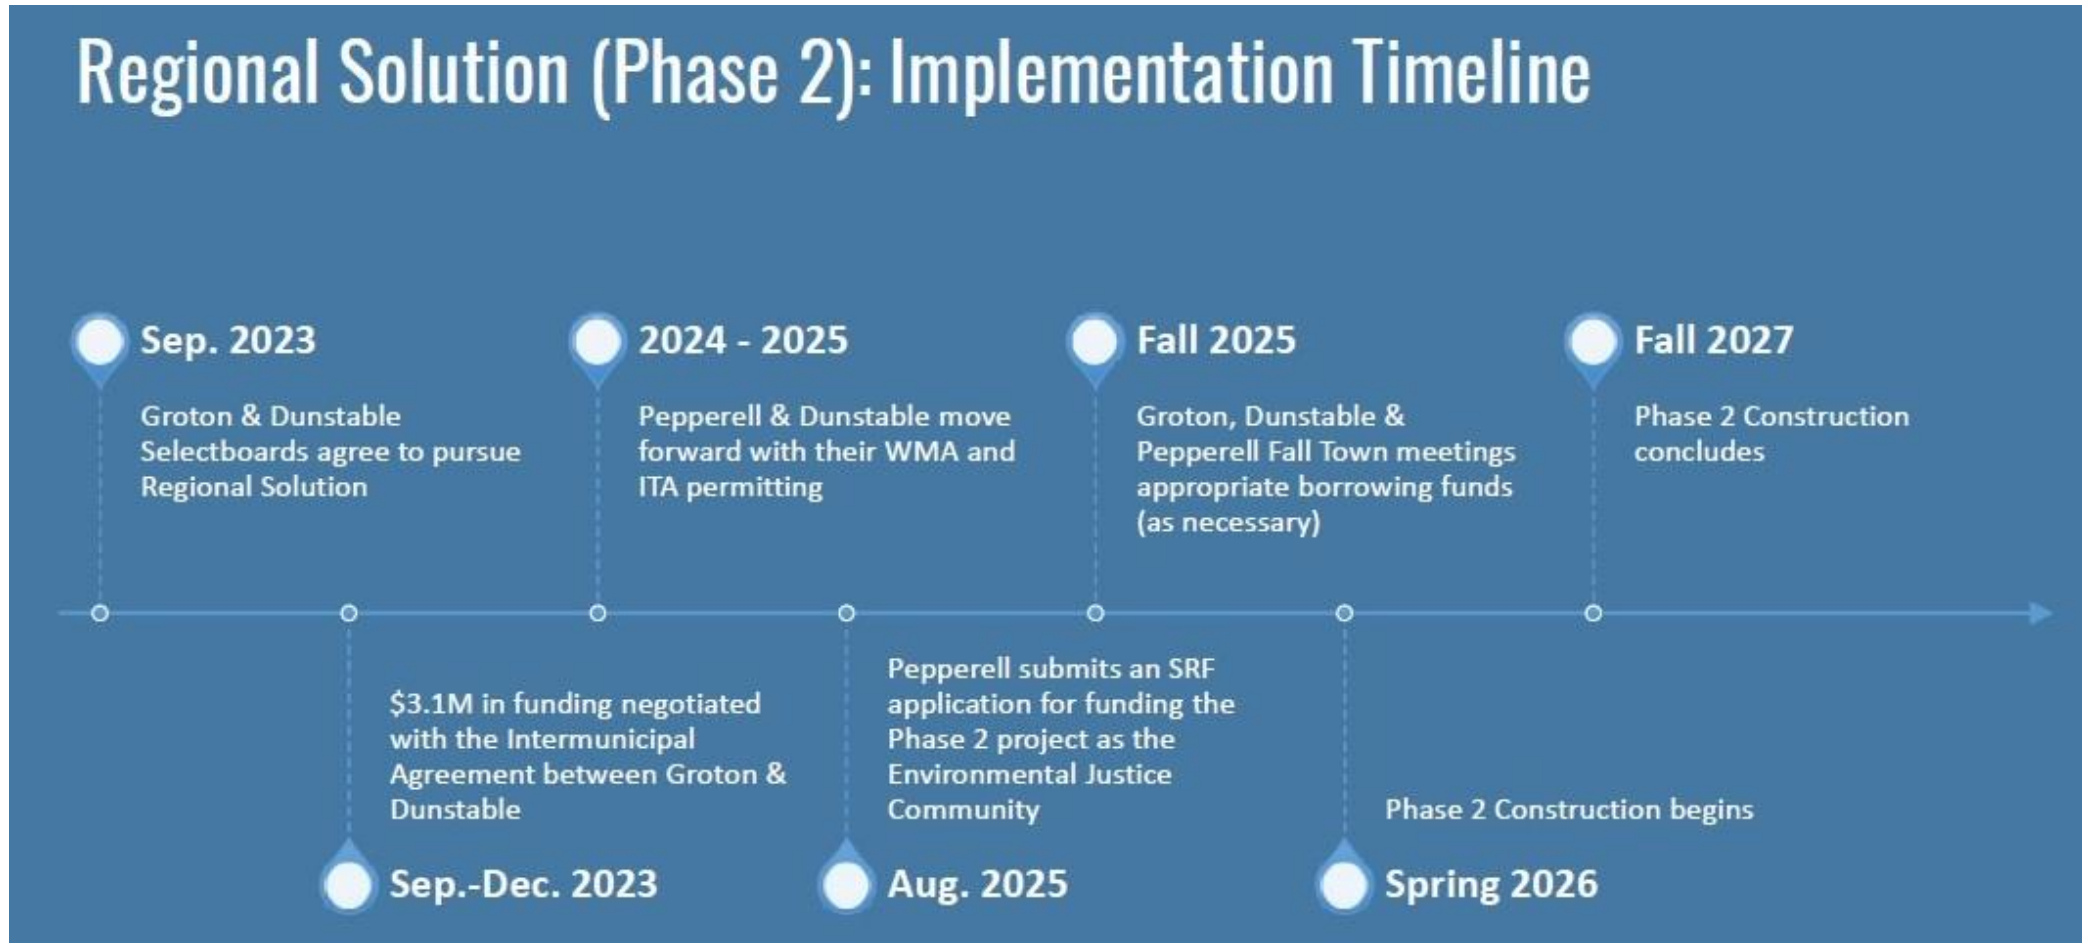 Regional Solution (Phase 2): Implementation Timeline
Sep. 2023
Groton & Dunstable
Selectboards agree to pursue
Regional Solution
$3.1M in funding negotiated
with the Intermunicipal
Agreement between Groton &
Dunstable
Sep.-Dec. 2023
2024 - 2025
Pepperell & Dunstable move
forward with their WMA and
ITA permitting
Pepperell submits an SRF
application for funding the
Phase 2 project as the
Environmental Justice
Community
Aug. 2025
Fall 2025
Groton, Dunstable &
Pepperell Fall Town meetings
appropriate borrowing funds
(as necessary)
Phase 2 Construction begins
Spring 2026
Fall 2027
Phase 2 Construction
concludes